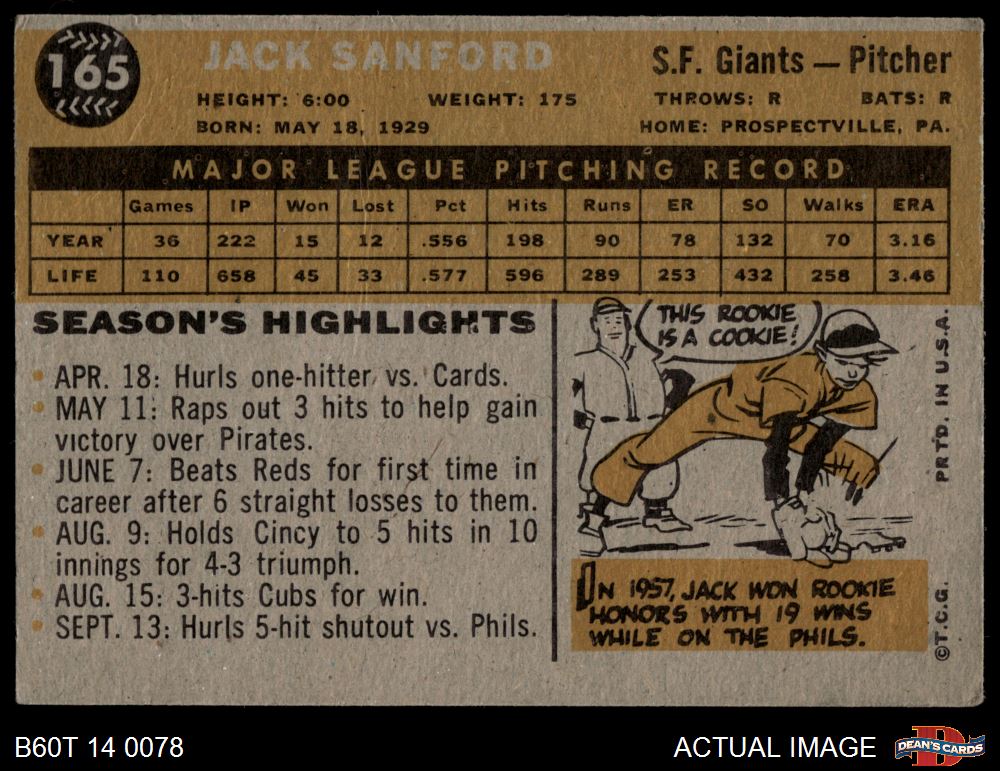 165
JACK SANFORD
S.F. Giants — Pitcher
HEIGHT: 6:00 WEIGHT: 175 THROWS: R BATS: R
BORN: MAY 18, 1929 HOME: PROSPECTVILLE, PA.
MAJOR LEAGUE PITCHING RECORD
Games IP Won Lost Pct Hits Runs ER SO Walks ERA
YEAR 36 222 15 12 .556 198 90 78 132 70 3.16
LIFE 110 658 45 33 .577 596 289 253 432 258 3.46
SEASON'S HIGHLIGHTS
• APR. 18: Hurls one-hitter vs. Cards.
• MAY 11: Raps out 3 hits to help gain
victory over Pirates.
• JUNE 7: Beats Reds for first time in
career after 6 straight losses to them.
• AUG. 9: Holds Cincy to 5 hits in 10
innings for 4-3 triumph.
• AUG. 15: 3-hits Cubs for win.
• SEPT. 13: Hurls 5-hit shutout vs. Phils.
THIS ROOKIE
IS A COOKIE!
IN 1957, JACK WON ROOKIE
HONORS WITH 19 WINS
WHILE ON THE PHILS.
©T.C.G. PRTD. IN U.S.A.
B60T 14 0078
ACTUAL IMAGE
D
DEAN'S CARDS